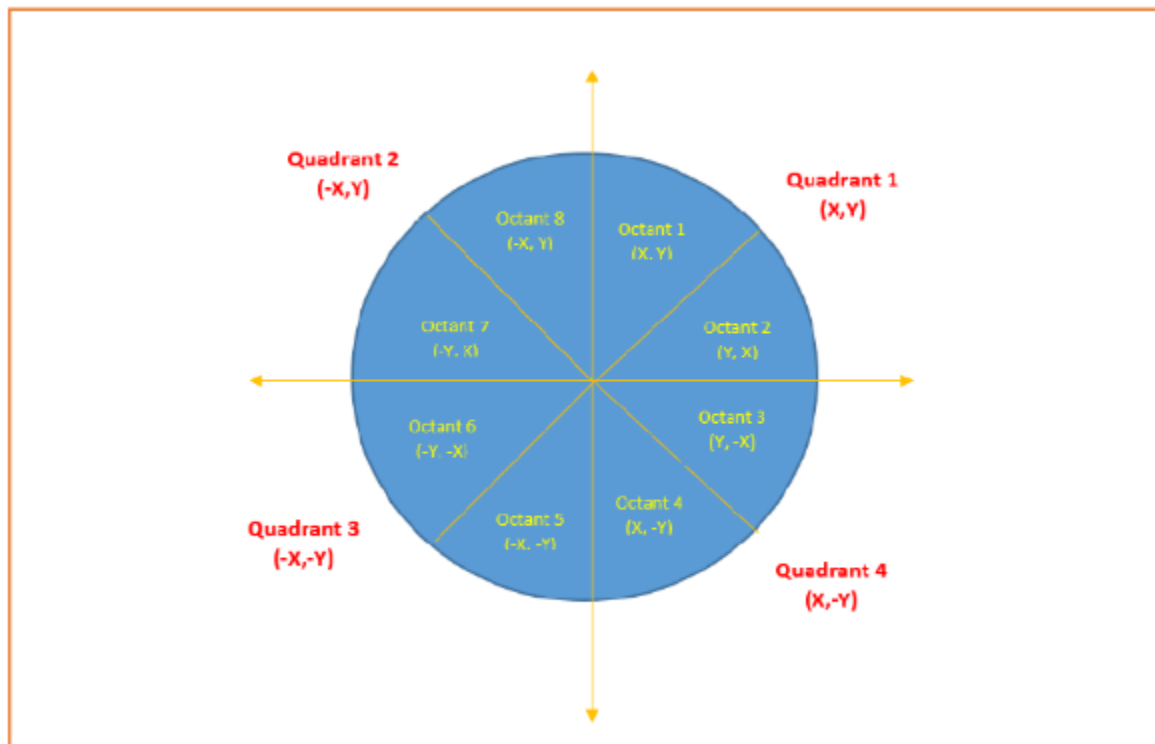 Quadrant 2
(-X,Y)
Quadrant 1
(X,Y)
Octant 8
(-X, Y)
Octant 1
(X, Y)
Octant 7
(-Y, X)
Octant 2
(Y, X)
Octant 6
(-Y, -X)
Octant 3
(Y, -X)
Octant 5
(-X, -Y)
Octant 4
(X, -Y)
Quadrant 3
(-X,-Y)
Quadrant 4
(X,-Y)